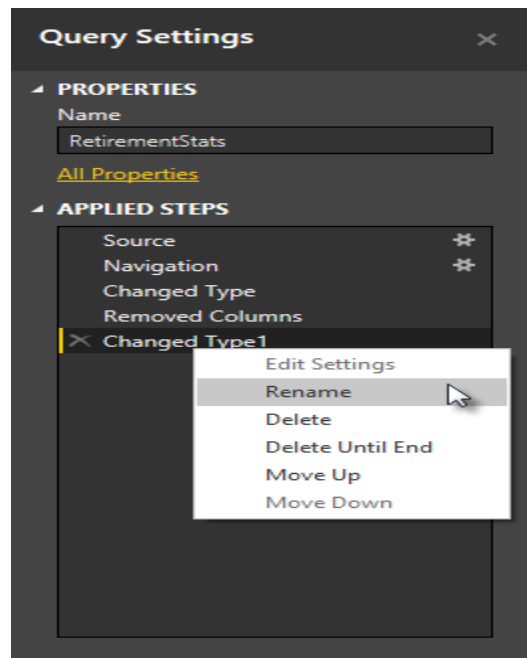 Query Settings
PROPERTIES
Name
RetirementStats
All Properties
APPLIED STEPS
Source
Navigation
Changed Type
Removed Columns
Changed Type1
Edit Settings
Rename
Delete
Delete Until End
Move Up
Move Down